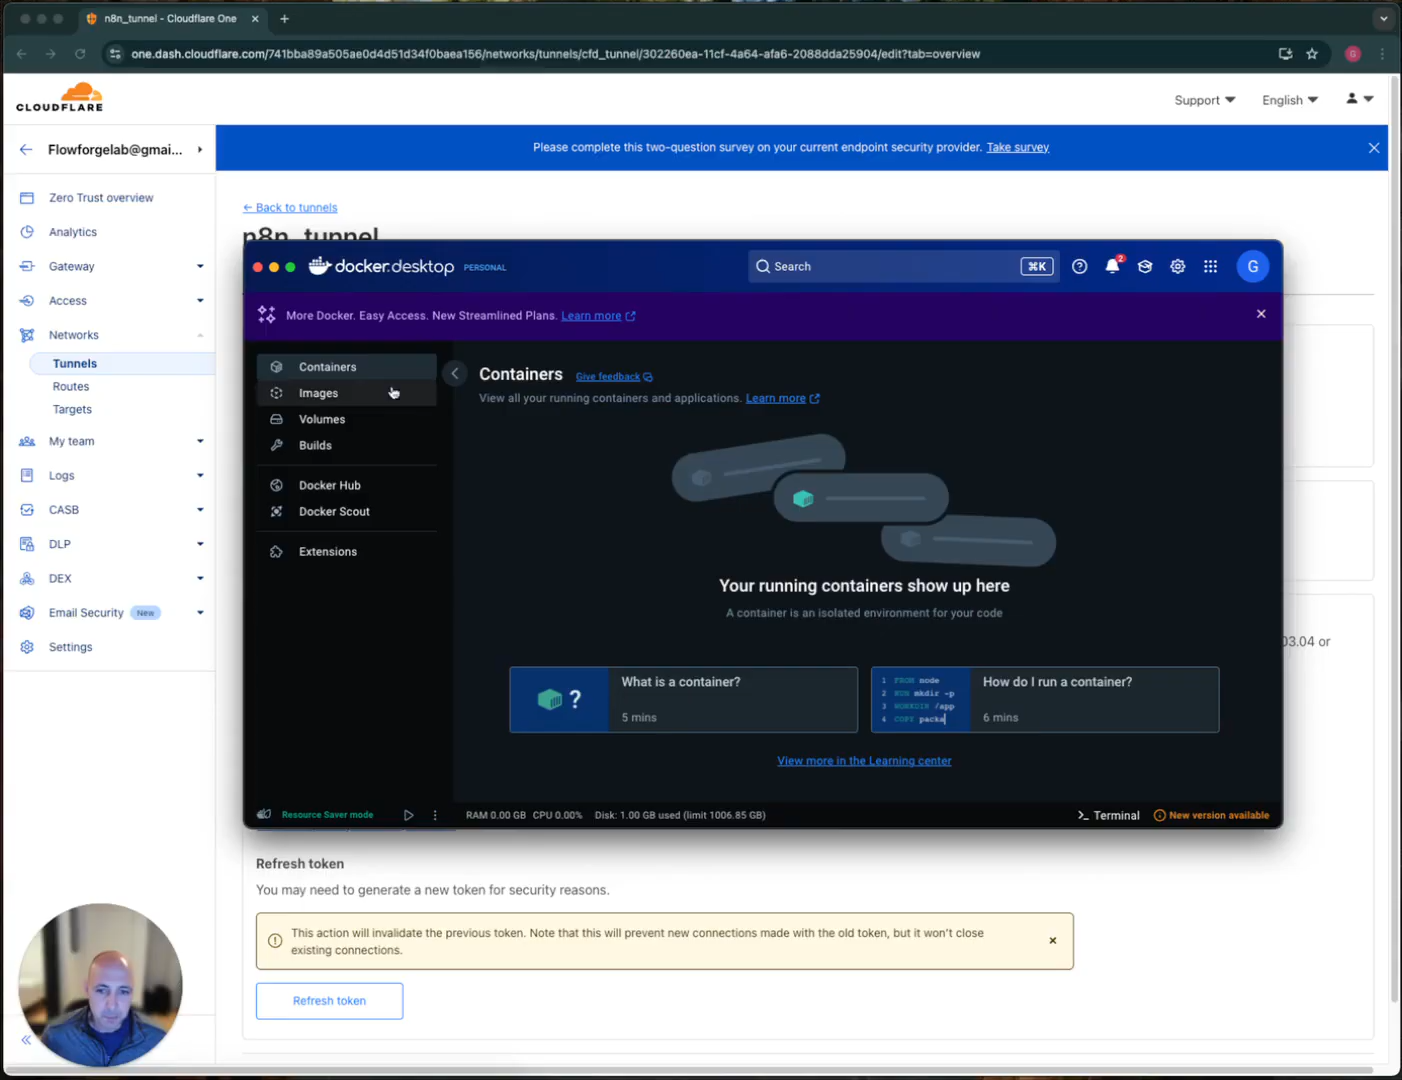 n8n_tunnel - Cloudflare One
one.dash.cloudflare.com/741bba89a505ae0d4d51d34f0baea156/networks/tunnels/cfd_tunnel/302260ea-11cf-4a64-afa6-2088dda25904/edit?tab=overview
G
CLOUDFLARE
Support
English
Flowforgelab@gmai...
Please complete this two-question survey on your current endpoint security provider. Take survey
Zero Trust overview
Analytics
Gateway
Access
Networks
Tunnels
Routes
Targets
My team
Logs
CASB
DLP
DEX
Email Security New
Settings
← Back to tunnels
n8n_tunnel
docker.desktop PERSONAL
Search
⌘K
2
G
More Docker. Easy Access. New Streamlined Plans. Learn more
Containers
Images
Volumes
Builds
Docker Hub
Docker Scout
Extensions
Containers Give feedback
View all your running containers and applications. Learn more
Your running containers show up here
A container is an isolated environment for your code
?
What is a container?
5 mins
1 FROM node
2 RUN mkdir -p
3 WORKDIR /app
4 COPY packa
How do I run a container?
6 mins
View more in the Learning center
Resource Saver mode
RAM 0.00 GB CPU 0.00% Disk: 1.00 GB used (limit 1006.85 GB)
>_ Terminal
New version available
03.04 or
Refresh token
You may need to generate a new token for security reasons.
This action will invalidate the previous token. Note that this will prevent new connections made with the old token, but it won't close
existing connections.
Refresh token